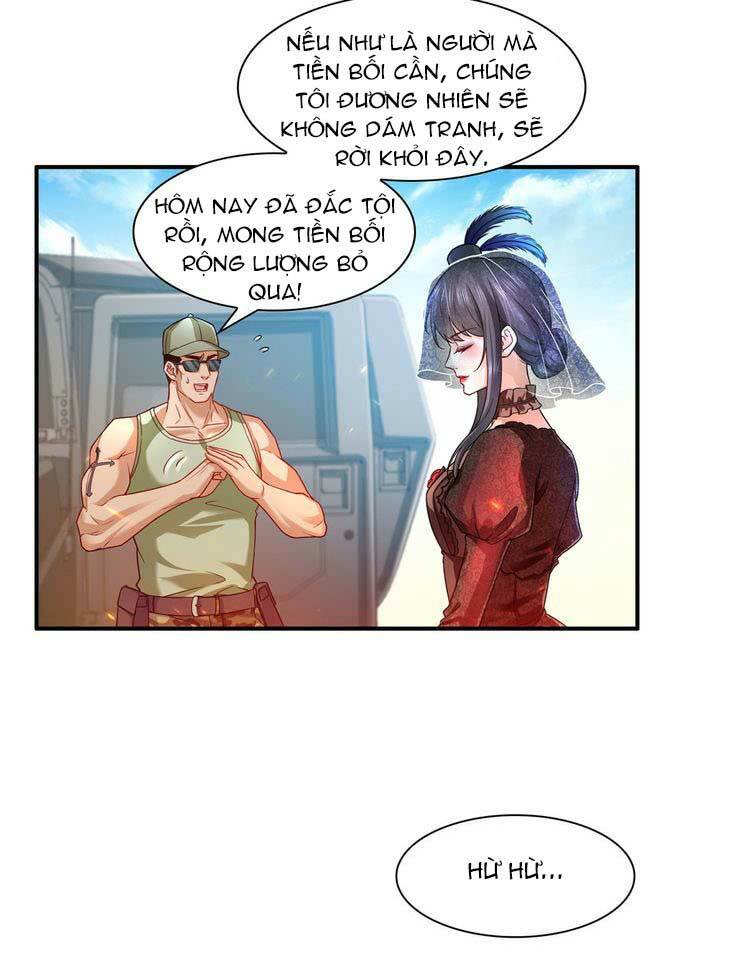 NẾU NHƯ LÀ NGƯỜI MÀ
TIỀN BỐI CẦN, CHÚNG
TÔI ĐƯƠNG NHIÊN SẼ
KHÔNG DÁM TRANH, SẼ
RỜI KHỎI ĐÂY.
HÔM NAY ĐÃ ĐẮC TỘI
RỒI, MONG TIỀN BỐI
RỘNG LƯỢNG BỎ
QUA!
HỪ HỪ...